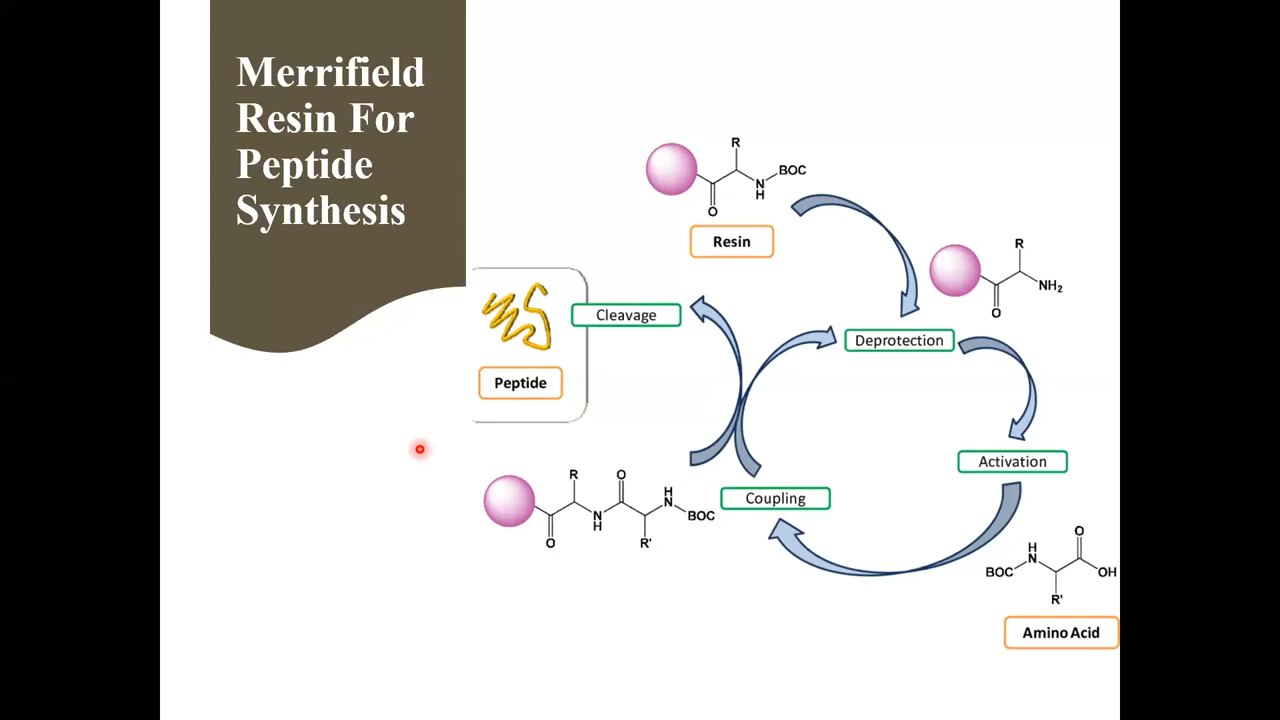 Merrifield
Resin For
Peptide
Synthesis
R
BOC
N
H
O
Resin
R
NH₂
O
Cleavage
Deprotection
Peptide
Activation
R
O
H
N
BOC
N
H
O
R'
Coupling
O
H
N
BOC
OH
R'
Amino Acid